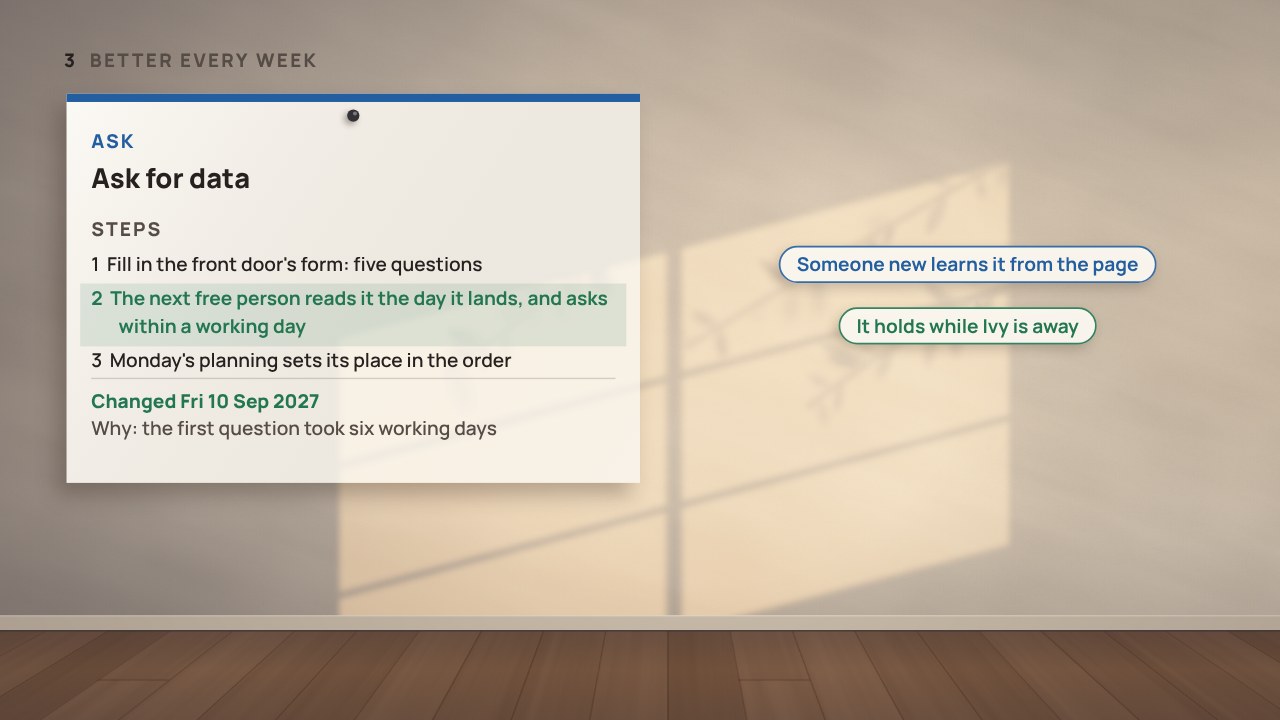 3 BETTER EVERY WEEK
ASK
Ask for data
STEPS
1 Fill in the front door's form: five questions
2 The next free person reads it the day it lands, and asks
within a working day
3 Monday's planning sets its place in the order
Changed Fri 10 Sep 2027
Why: the first question took six working days
Someone new learns it from the page
It holds while Ivy is away